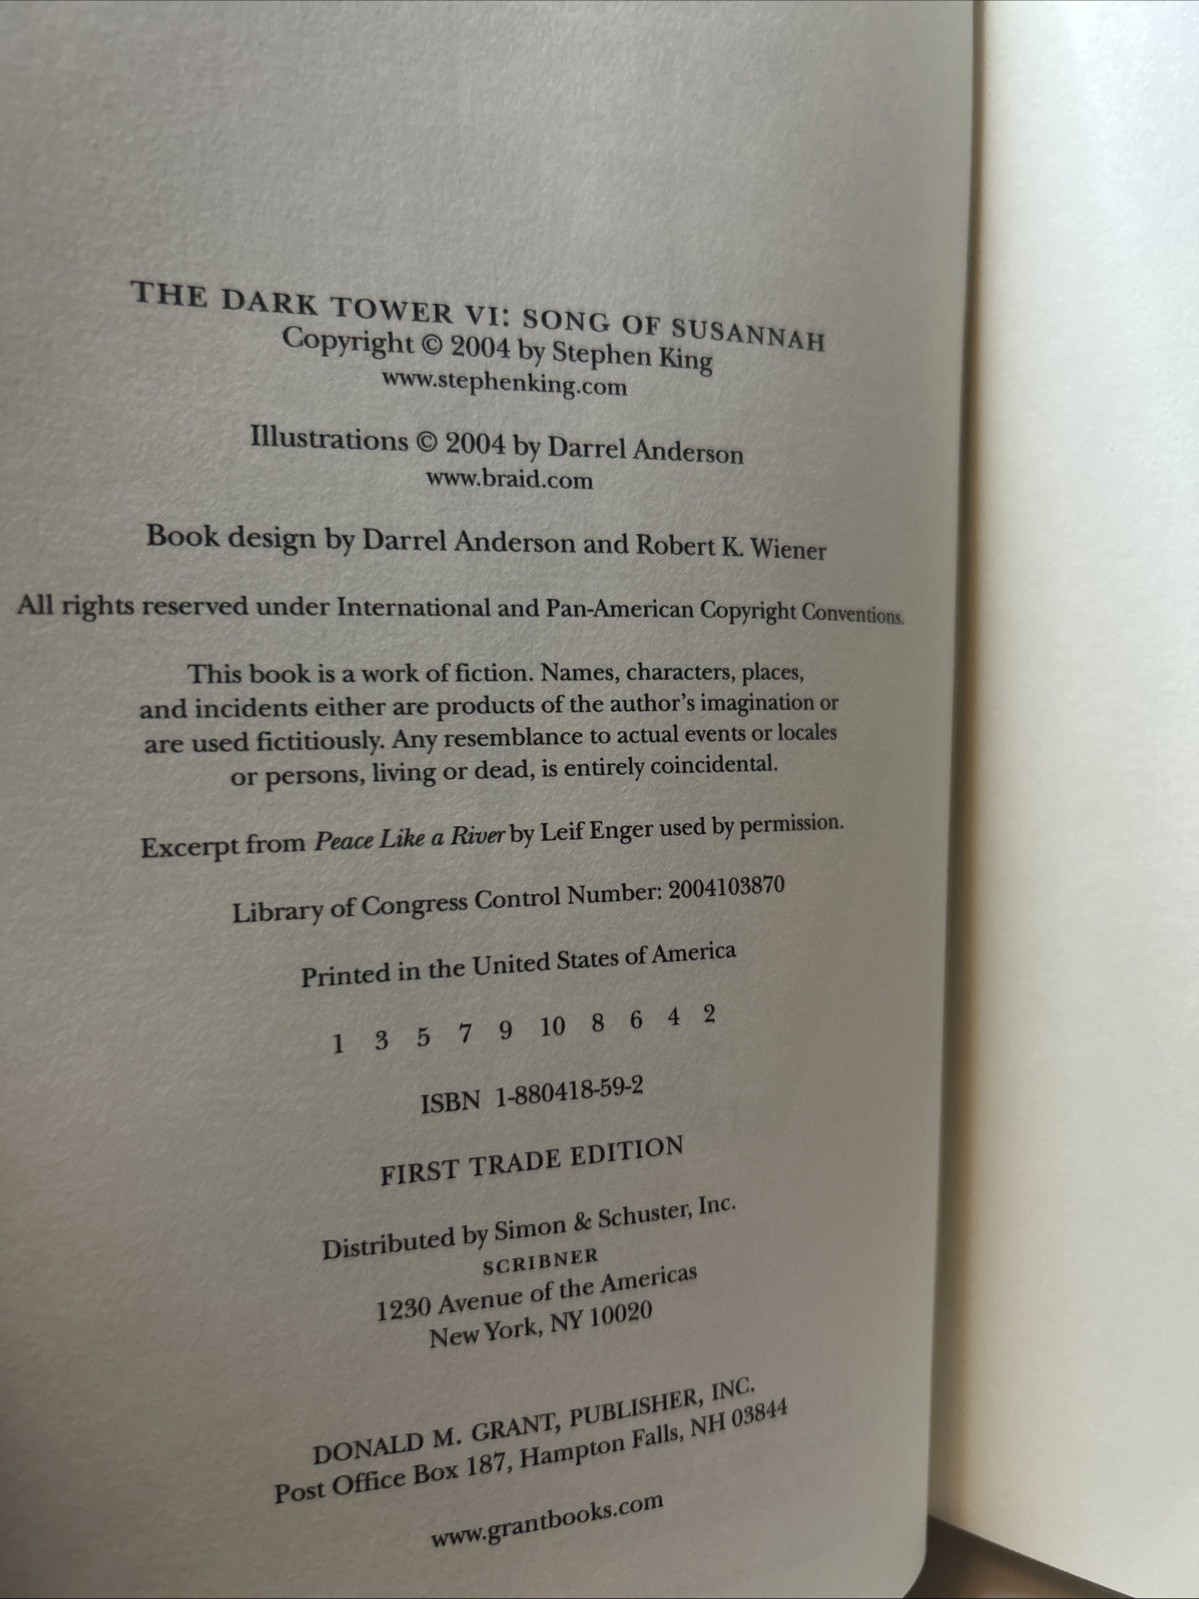 THE DARK TOWER VI: SONG OF SUSANNAH
Copyright © 2004 by Stephen King
www.stephenking.com
Illustrations © 2004 by Darrel Anderson
www.braid.com
Book design by Darrel Anderson and Robert K. Wiener
All rights reserved under International and Pan-American Copyright Conventions.
This book is a work of fiction. Names, characters, places,
and incidents either are products of the author's imagination or
are used fictitiously. Any resemblance to actual events or locales
or persons, living or dead, is entirely coincidental.
Excerpt from Peace Like a River by Leif Enger used by permission.
Library of Congress Control Number: 2004103870
Printed in the United States of America
1 3 5 7 9 10 8 6 4 2
ISBN 1-880418-59-2
FIRST TRADE EDITION
Distributed by Simon & Schuster, Inc.
SCRIBNER
1230 Avenue of the Americas
New York, NY 10020
DONALD M. GRANT, PUBLISHER, INC.
Post Office Box 187, Hampton Falls, NH 03844
www.grantbooks.com